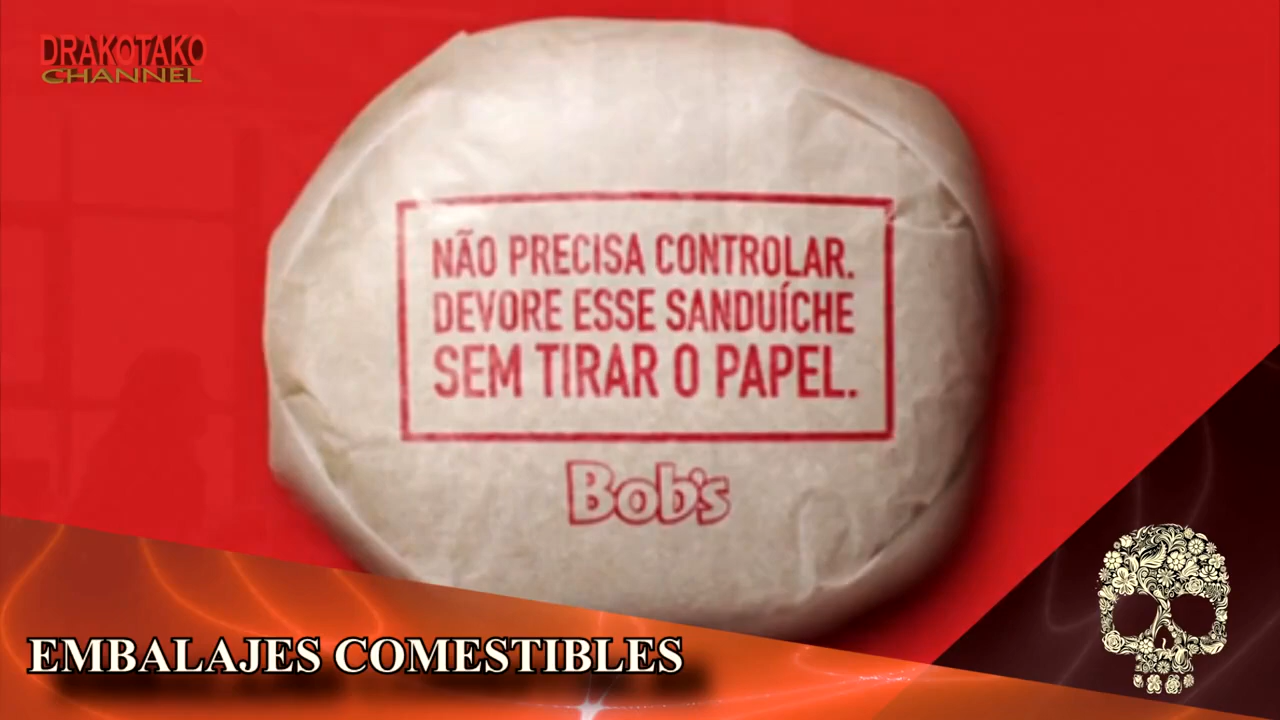 DRAKOTAKO
CHANNEL
NÃO PRECISA CONTROLAR.
DEVORE ESSE SANDUÍCHE
SEM TIRAR O PAPEL.
Bob's
EMBALAJES COMESTIBLES